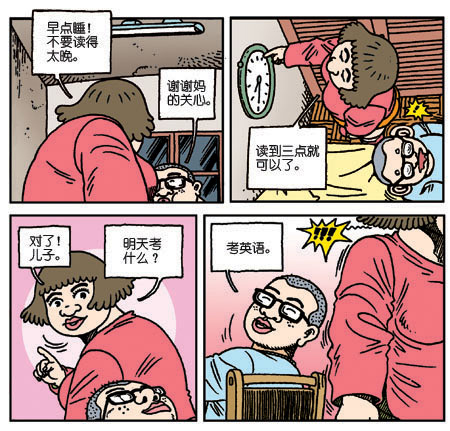 早点睡！
不要读得
太晚。
谢谢妈
的关心。
读到三点就
可以了。
!
对了！
儿子。
明天考
什么？
考英语。
!!!